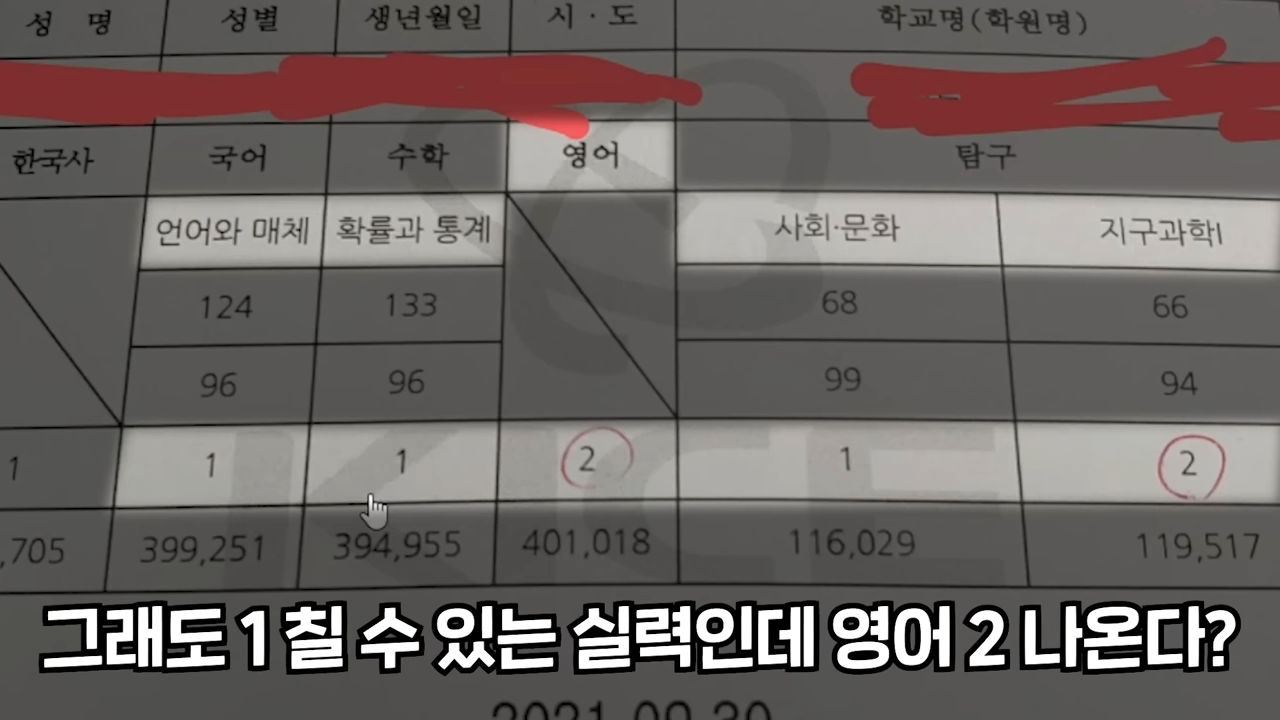 성 명 성별 생년월일 시·도 학교명(학원명)
한국사 국어 수학 영어 탐구
언어와 매체 확률과 통계 사회·문화 지구과학I
124 133 68 66
96 96 99 94
1 1 1 2 1 2
,705 399,251 394,955 401,018 116,029 119,517
KICE
그래도 1 칠 수 있는 실력인데 영어 2 나온다?
2021.09.30